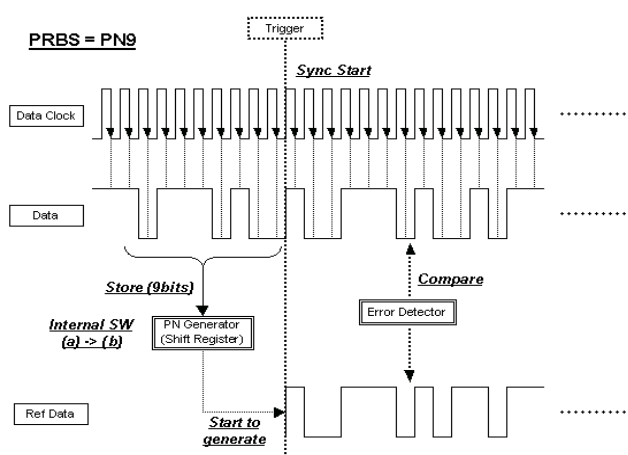 Trigger
PRBS = PN9
Sync Start
Data Clock
Data
Store (9bits)
Compare
Internal SW
(a) -> (b)
PN Generator
(Shift Register)
Error Detector
Ref Data
Start to
generate